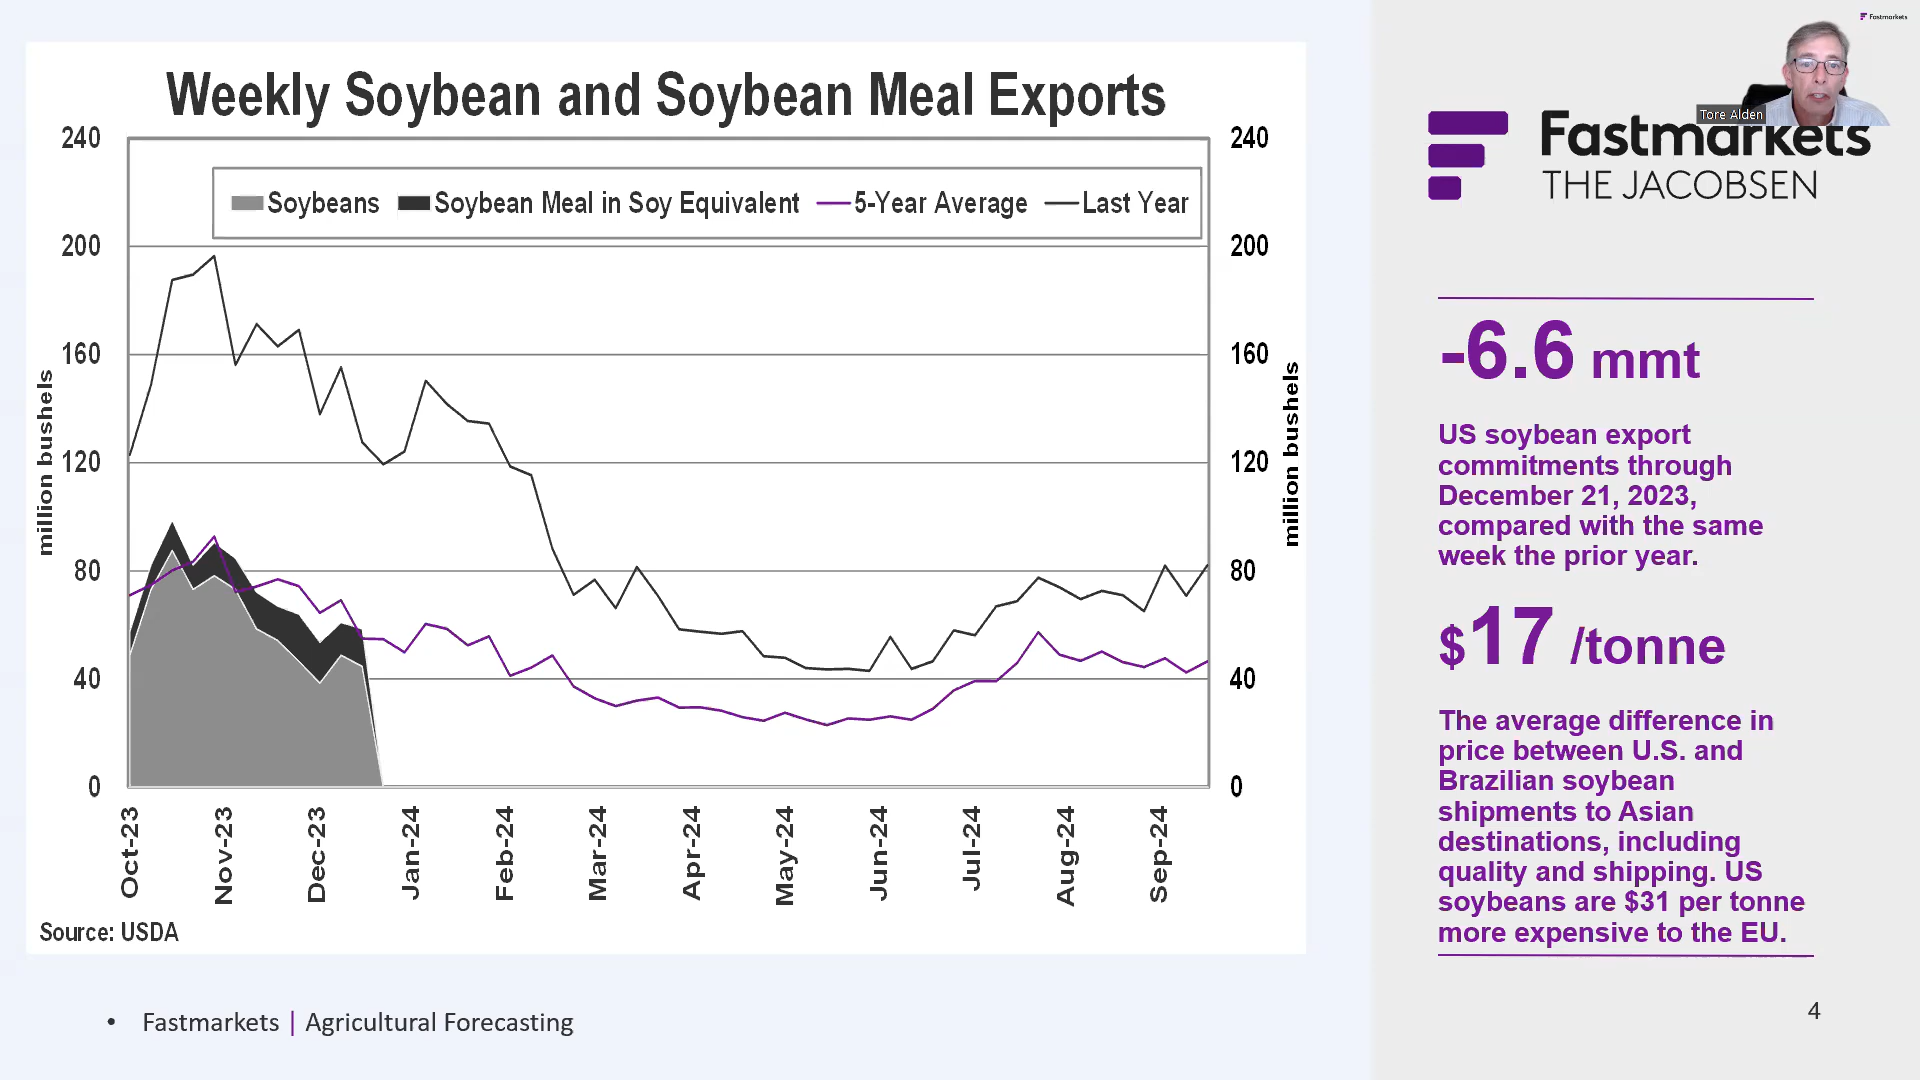 Weekly Soybean and Soybean Meal Exports
240
200
160
120
80
40
0
million bushels
Soybeans
Soybean Meal in Soy Equivalent
5-Year Average
Last Year
240
200
160
120
80
40
0
million bushels
Oct-23
Nov-23
Dec-23
Jan-24
Feb-24
Mar-24
Apr-24
May-24
Jun-24
Jul-24
Aug-24
Sep-24
Source: USDA
• Fastmarkets | Agricultural Forecasting
Fastmarkets
Tore Alden
Fastmarkets
THE JACOBSEN
-6.6 mmt
US soybean export
commitments through
December 21, 2023,
compared with the same
week the prior year.
$17 /tonne
The average difference in
price between U.S. and
Brazilian soybean
shipments to Asian
destinations, including
quality and shipping. US
soybeans are $31 per tonne
more expensive to the EU.
4